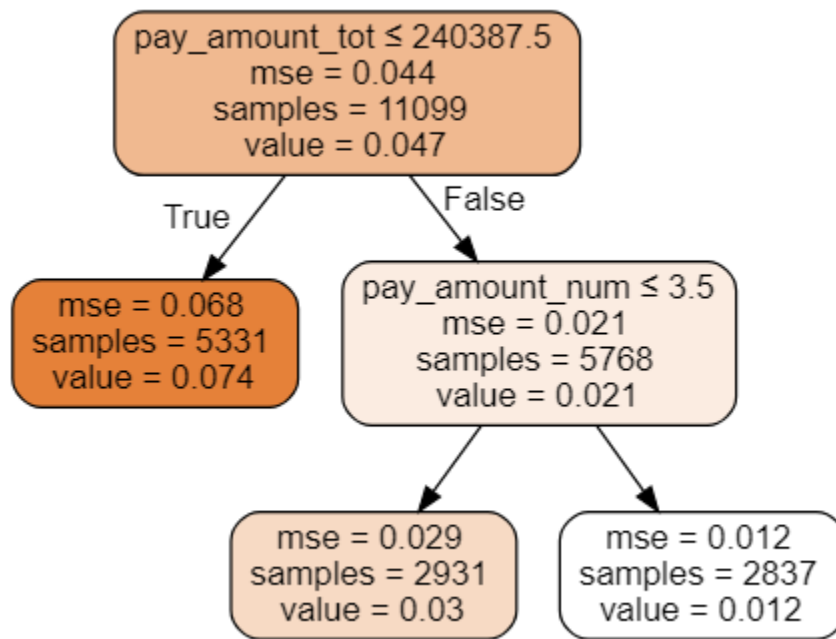 pay_amount_tot ≤ 240387.5
mse = 0.044
samples = 11099
value = 0.047
True
False
mse = 0.068
samples = 5331
value = 0.074
pay_amount_num ≤ 3.5
mse = 0.021
samples = 5768
value = 0.021
mse = 0.029
samples = 2931
value = 0.03
mse = 0.012
samples = 2837
value = 0.012